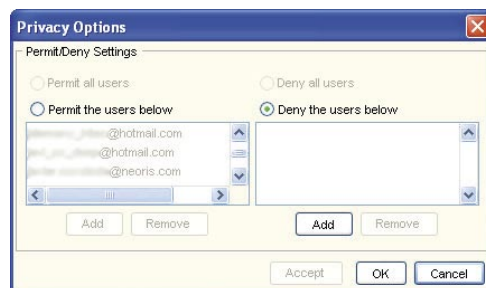 Privacy Options
Permit/Deny Settings
Permit all users
Deny all users
Permit the users below
Deny the users below
@hotmail.com
@hotmail.com
@neoris.com
Add
Remove
Add
Remove
Accept
OK
Cancel